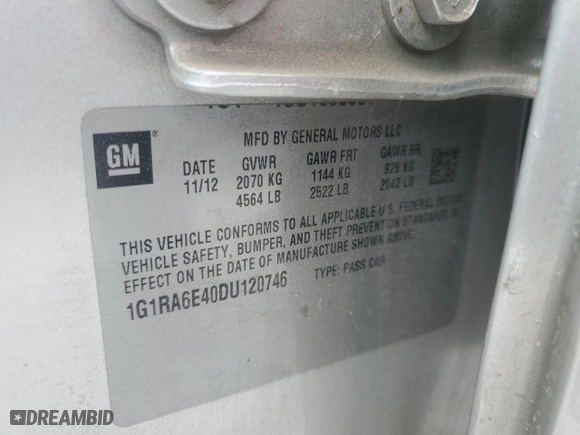 MFD BY GENERAL MOTORS LLC
GM ®
DATE GVWR GAWR FRT GAWR RR
11/12 2070 KG 1144 KG 926 KG
4564 LB 2522 LB 2042 LB
THIS VEHICLE CONFORMS TO ALL APPLICABLE U.S. FEDERAL MOTOR
VEHICLE SAFETY, BUMPER, AND THEFT PREVENTION STANDARDS IN
EFFECT ON THE DATE OF MANUFACTURE SHOWN ABOVE.
1G1RA6E40DU120746 TYPE: PASS CAR
DREAMBID